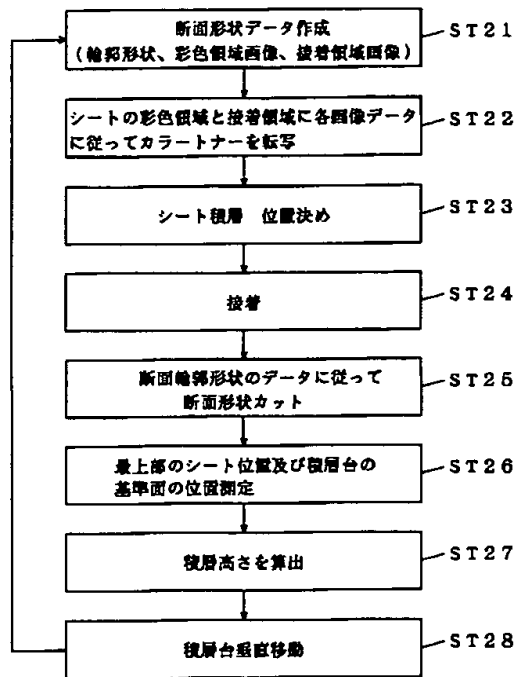 断面形状データ作成
(輪郭形状、彩色領域画像、接着領域画像)
ST21
シートの彩色領域と接着領域に各画像データ
に従ってカラートナーを転写
ST22
シート積層 位置決め
ST23
接着
ST24
断面輪郭形状のデータに従って
断面形状カット
ST25
最上部のシート位置及び積層台の
基準面の位置測定
ST26
積層高さを算出
ST27
積層台垂直移動
ST28